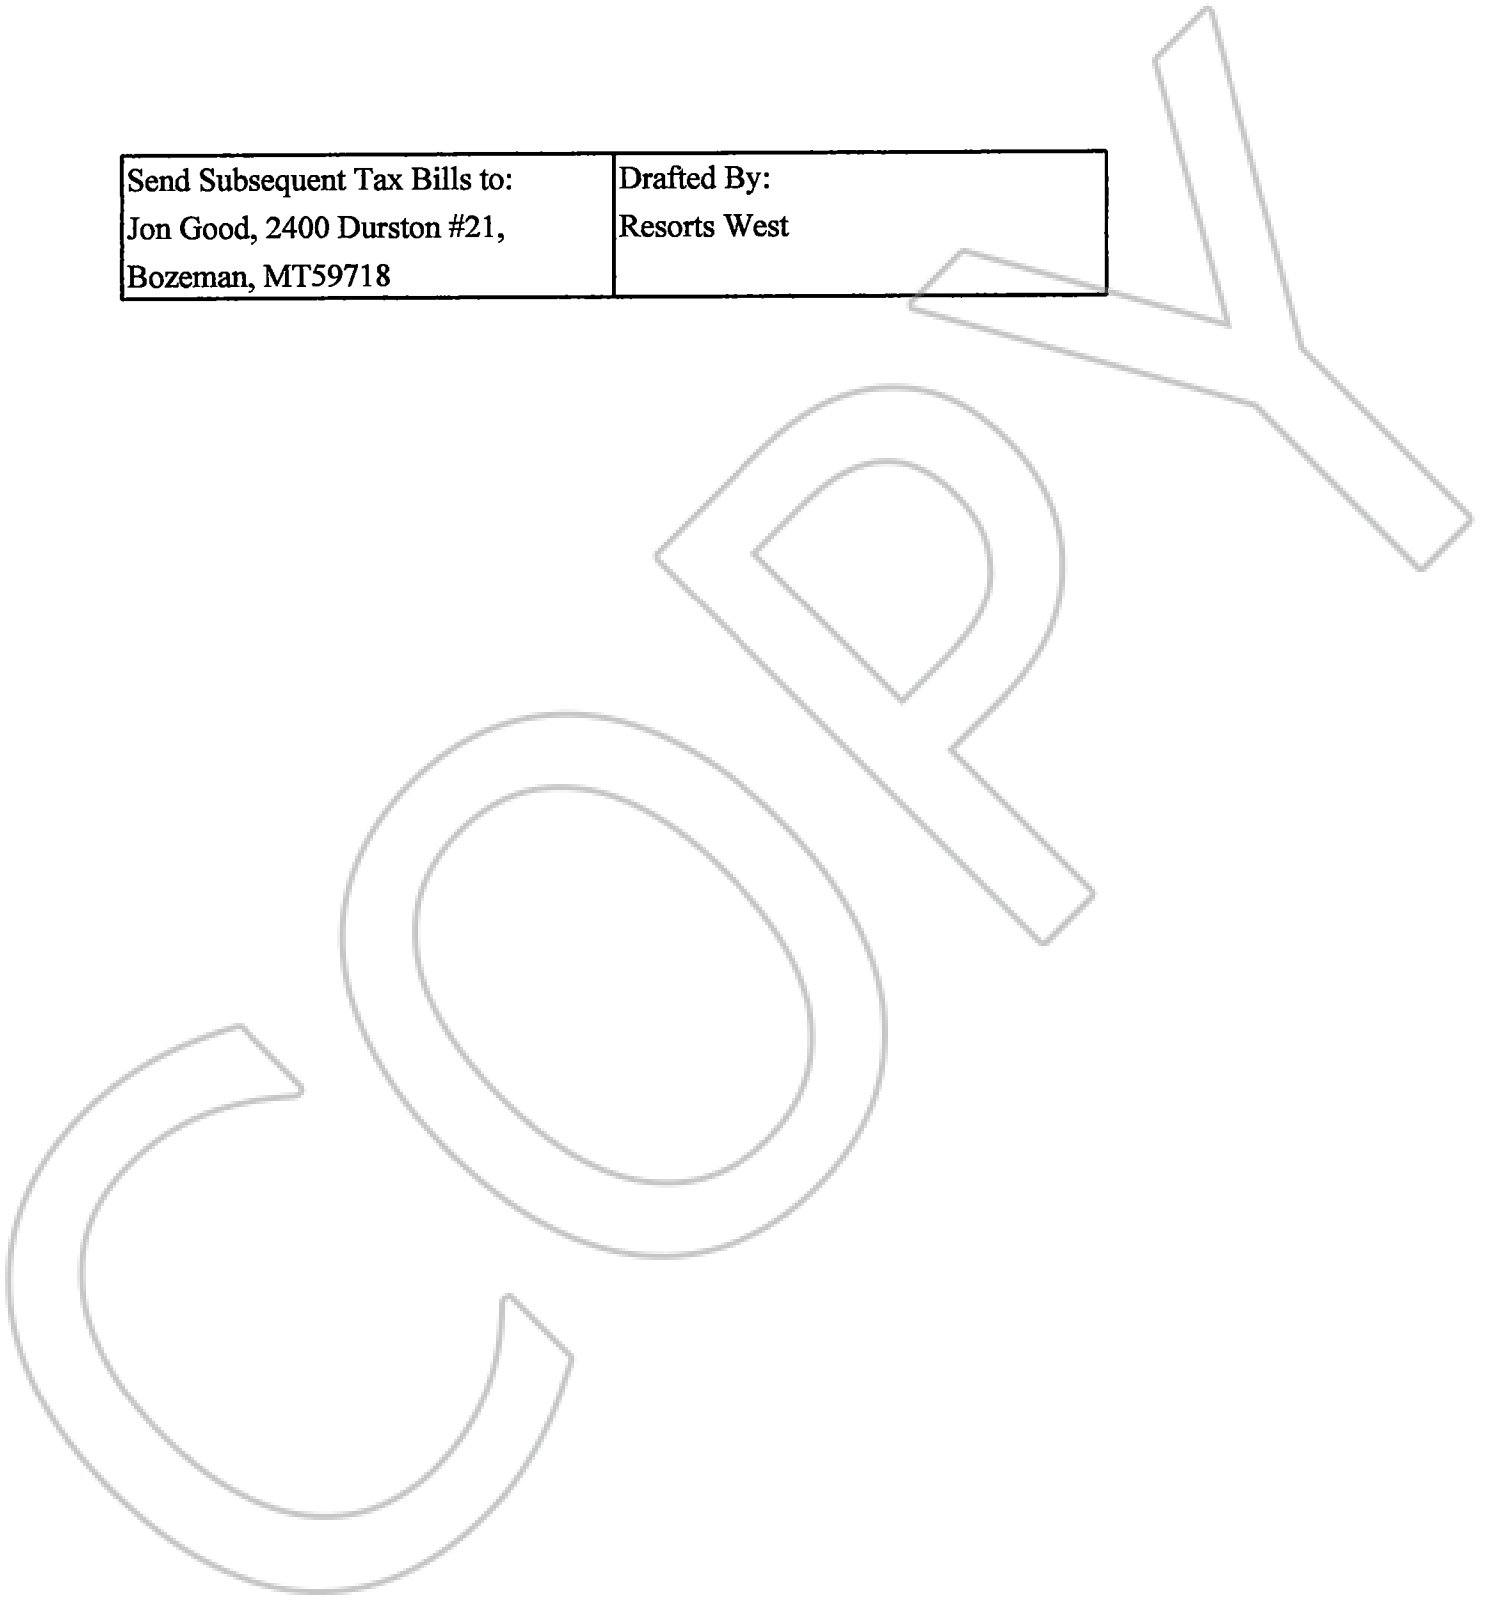 Send Subsequent Tax Bills to:
Jon Good, 2400 Durston #21,
Bozeman, MT59718
Drafted By:
Resorts West
COPY